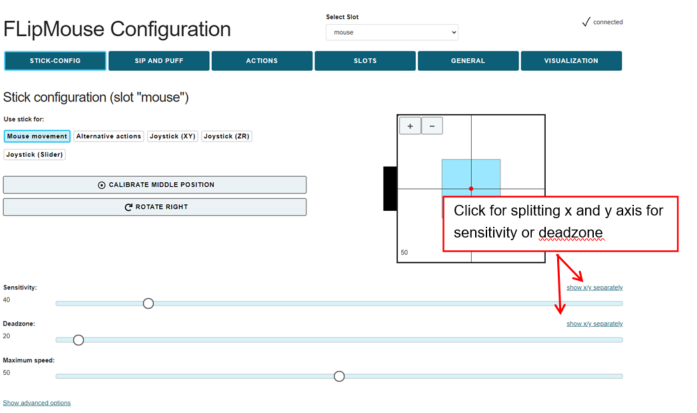 FLipMouse Configuration
Select Slot
mouse
connected
STICK-CONFIG
SIP AND PUFF
ACTIONS
SLOTS
GENERAL
VISUALIZATION
Stick configuration (slot "mouse")
Use stick for:
Mouse movement
Alternative actions
Joystick (XY)
Joystick (ZR)
Joystick (Slider)
CALIBRATE MIDDLE POSITION
ROTATE RIGHT
+
−
Click for splitting x and y axis for
sensitivity or deadzone
50
Sensitivity:
show x/y separately
40
Deadzone:
show x/y separately
20
Maximum speed:
50
Show advanced options